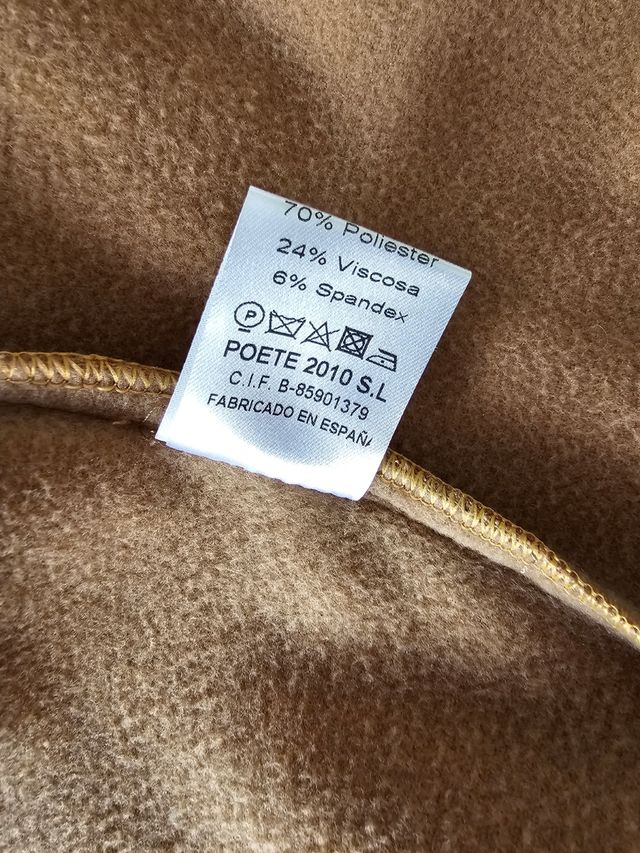 70% Poliester
24% Viscosa
6% Spandex
P
POETE 2010 S.L
C.I.F. B-85901379
FABRICADO EN ESPAÑA